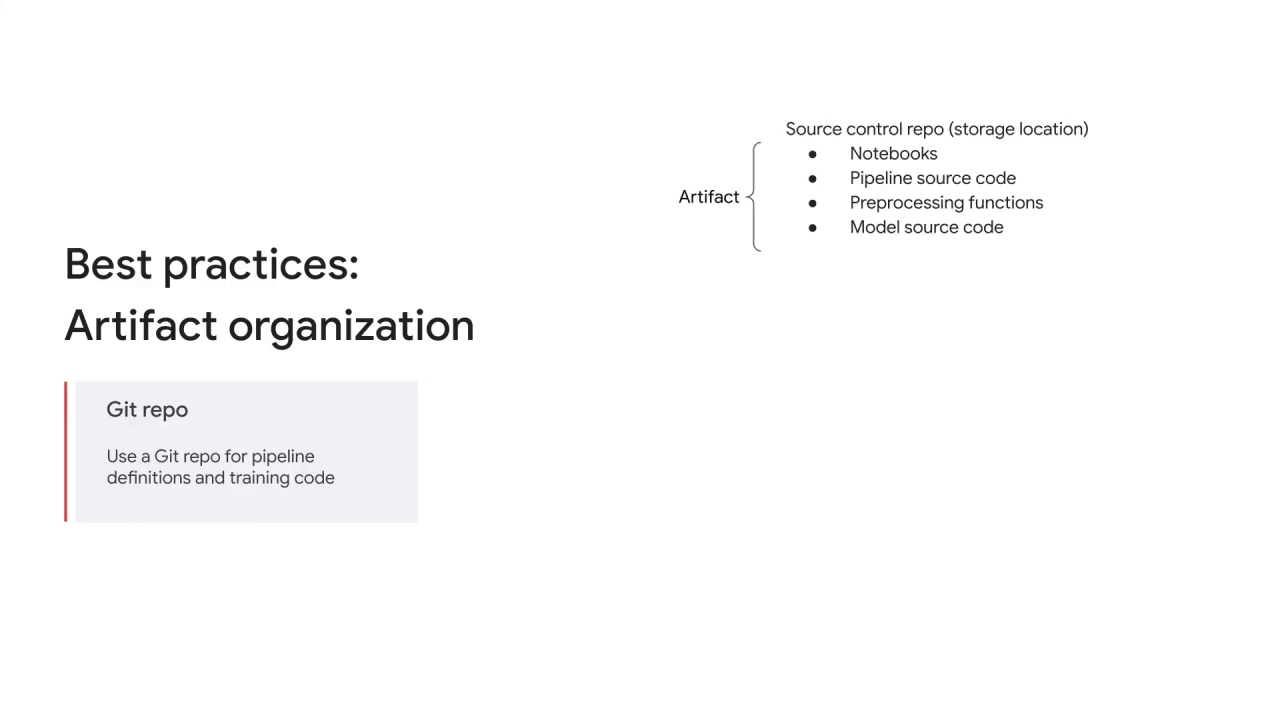 Best practices:
Artifact organization
Git repo
Use a Git repo for pipeline
definitions and training code
Artifact
Source control repo (storage location)
● Notebooks
● Pipeline source code
● Preprocessing functions
● Model source code